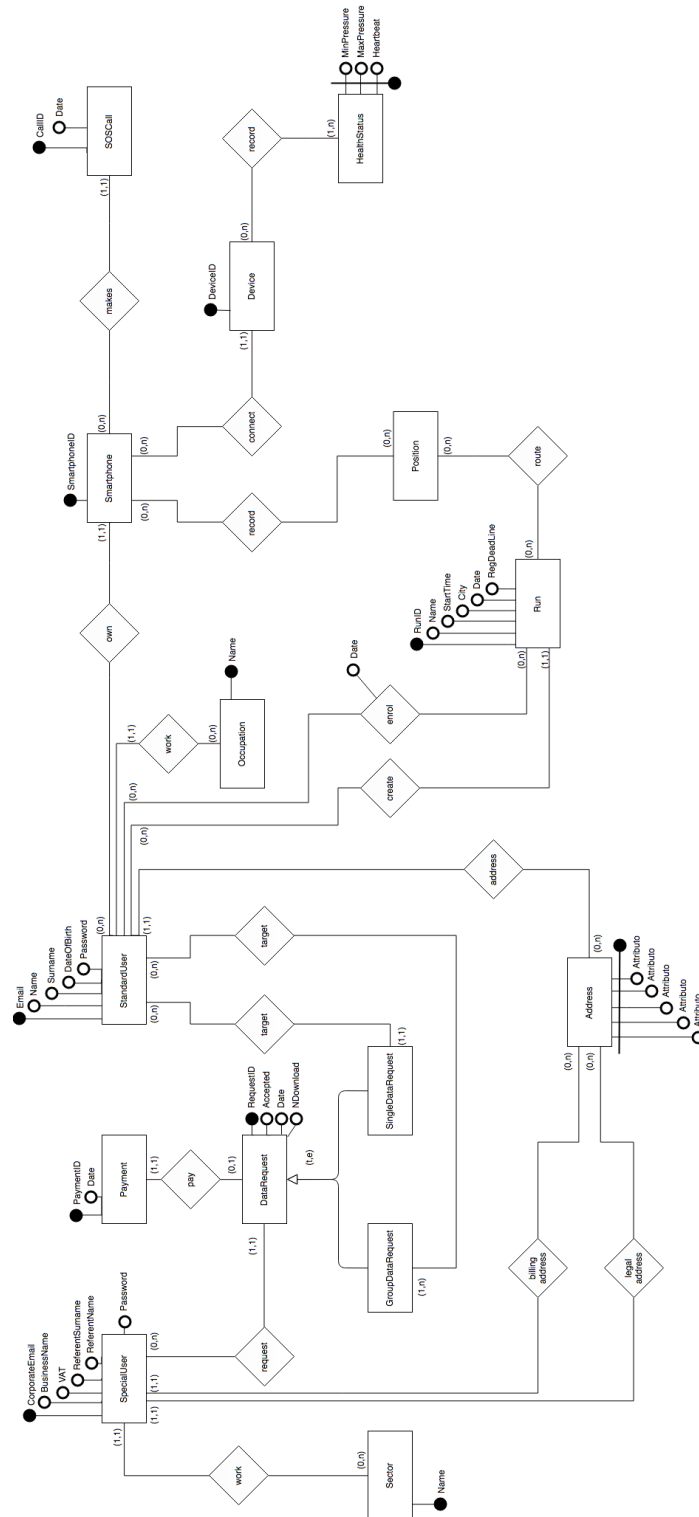 CorporateEmail
BusinessName
VAT
ReferentSurname
ReferentName
Password
SpecialUser
(1,1)
(1,1)
(1,1)
(0,n)
PaymentID
Date
Payment
(1,1)
pay
(0,1)
Email
Name
Surname
DateOfBirth
Password
StandardUser
(0,n)
(0,n)
(0,n)
(1,1)
own
(1,1)
SmartphoneID
Smartphone
(0,n)
(0,n)
(0,n)
makes
(1,1)
CallID
Date
SOSCall
work
(0,n)
Sector
Name
request
(1,1)
DataRequest
RequestID
Accepted
Date
NDownload
(t,e)
GroupDataRequest
(1,n)
SingleDataRequest
(1,1)
target
target
(0,n)
(0,n)
(1,1)
work
(0,n)
Occupation
Name
record
connect
(1,1)
DeviceID
Device
(0,n)
record
(1,n)
HealthStatus
MinPressure
MaxPressure
Heartbeat
create
enrol
Date
(0,n)
Position
(0,n)
route
(0,n)
RunID
Name
StartTime
City
Date
RegDeadLine
Run
(0,n)
(1,1)
address
billing
address
legal
address
(0,n)
(0,n)
Address
(0,n)
Attributo
Attributo
Attributo
Attributo
Attributo